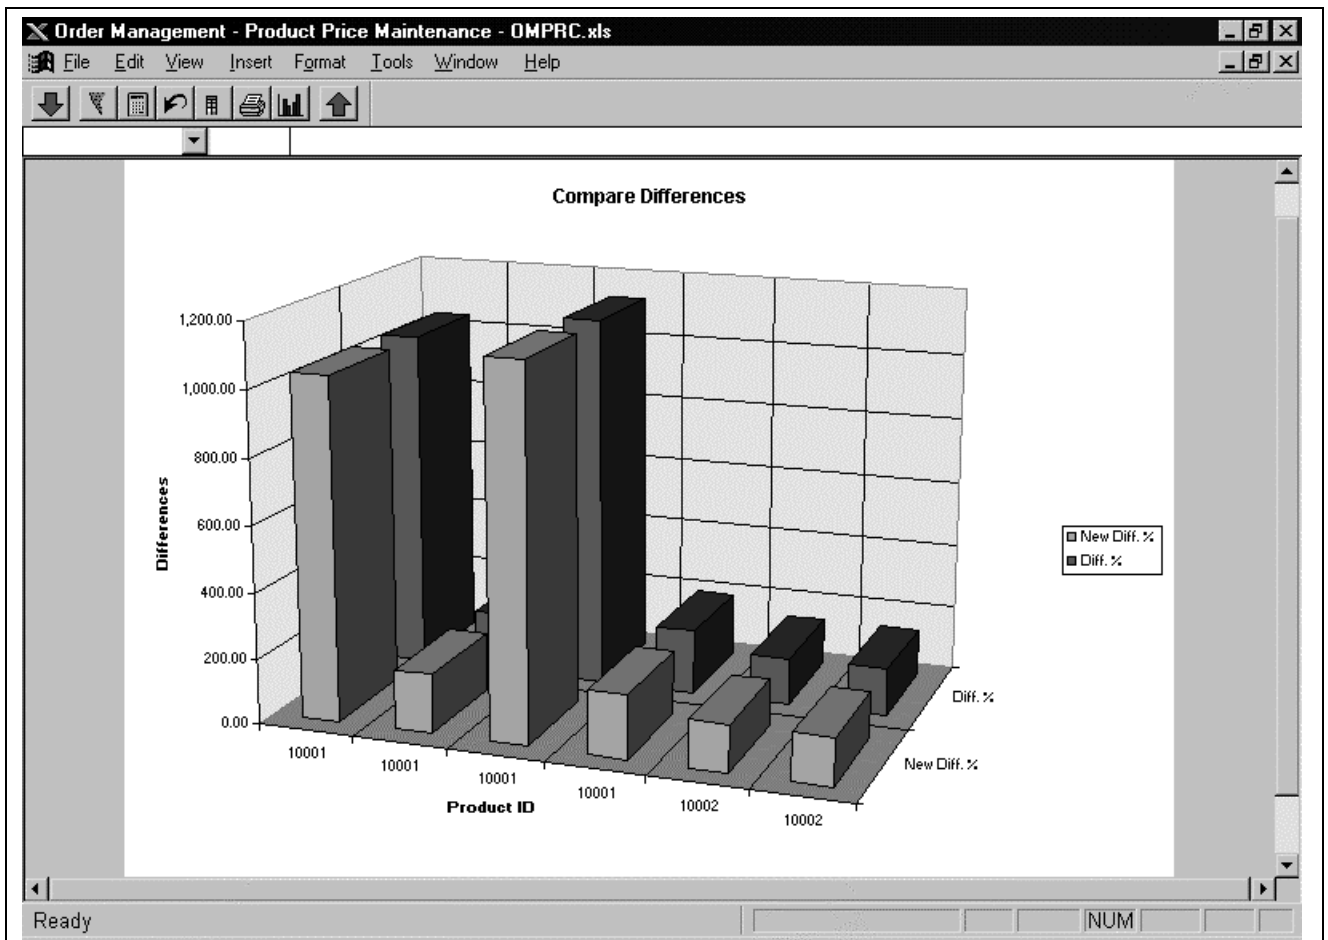 Order Management - Product Price Maintenance - OMPRC.xls
File Edit View Insert Format Tools Window Help
Compare Differences
1,200.00
1,000.00
800.00
600.00
400.00
200.00
0.00
Differences
10001
10001
10001
10001
10002
10002
Product ID
Diff. %
New Diff. %
New Diff. %
Diff. %
Ready
NUM